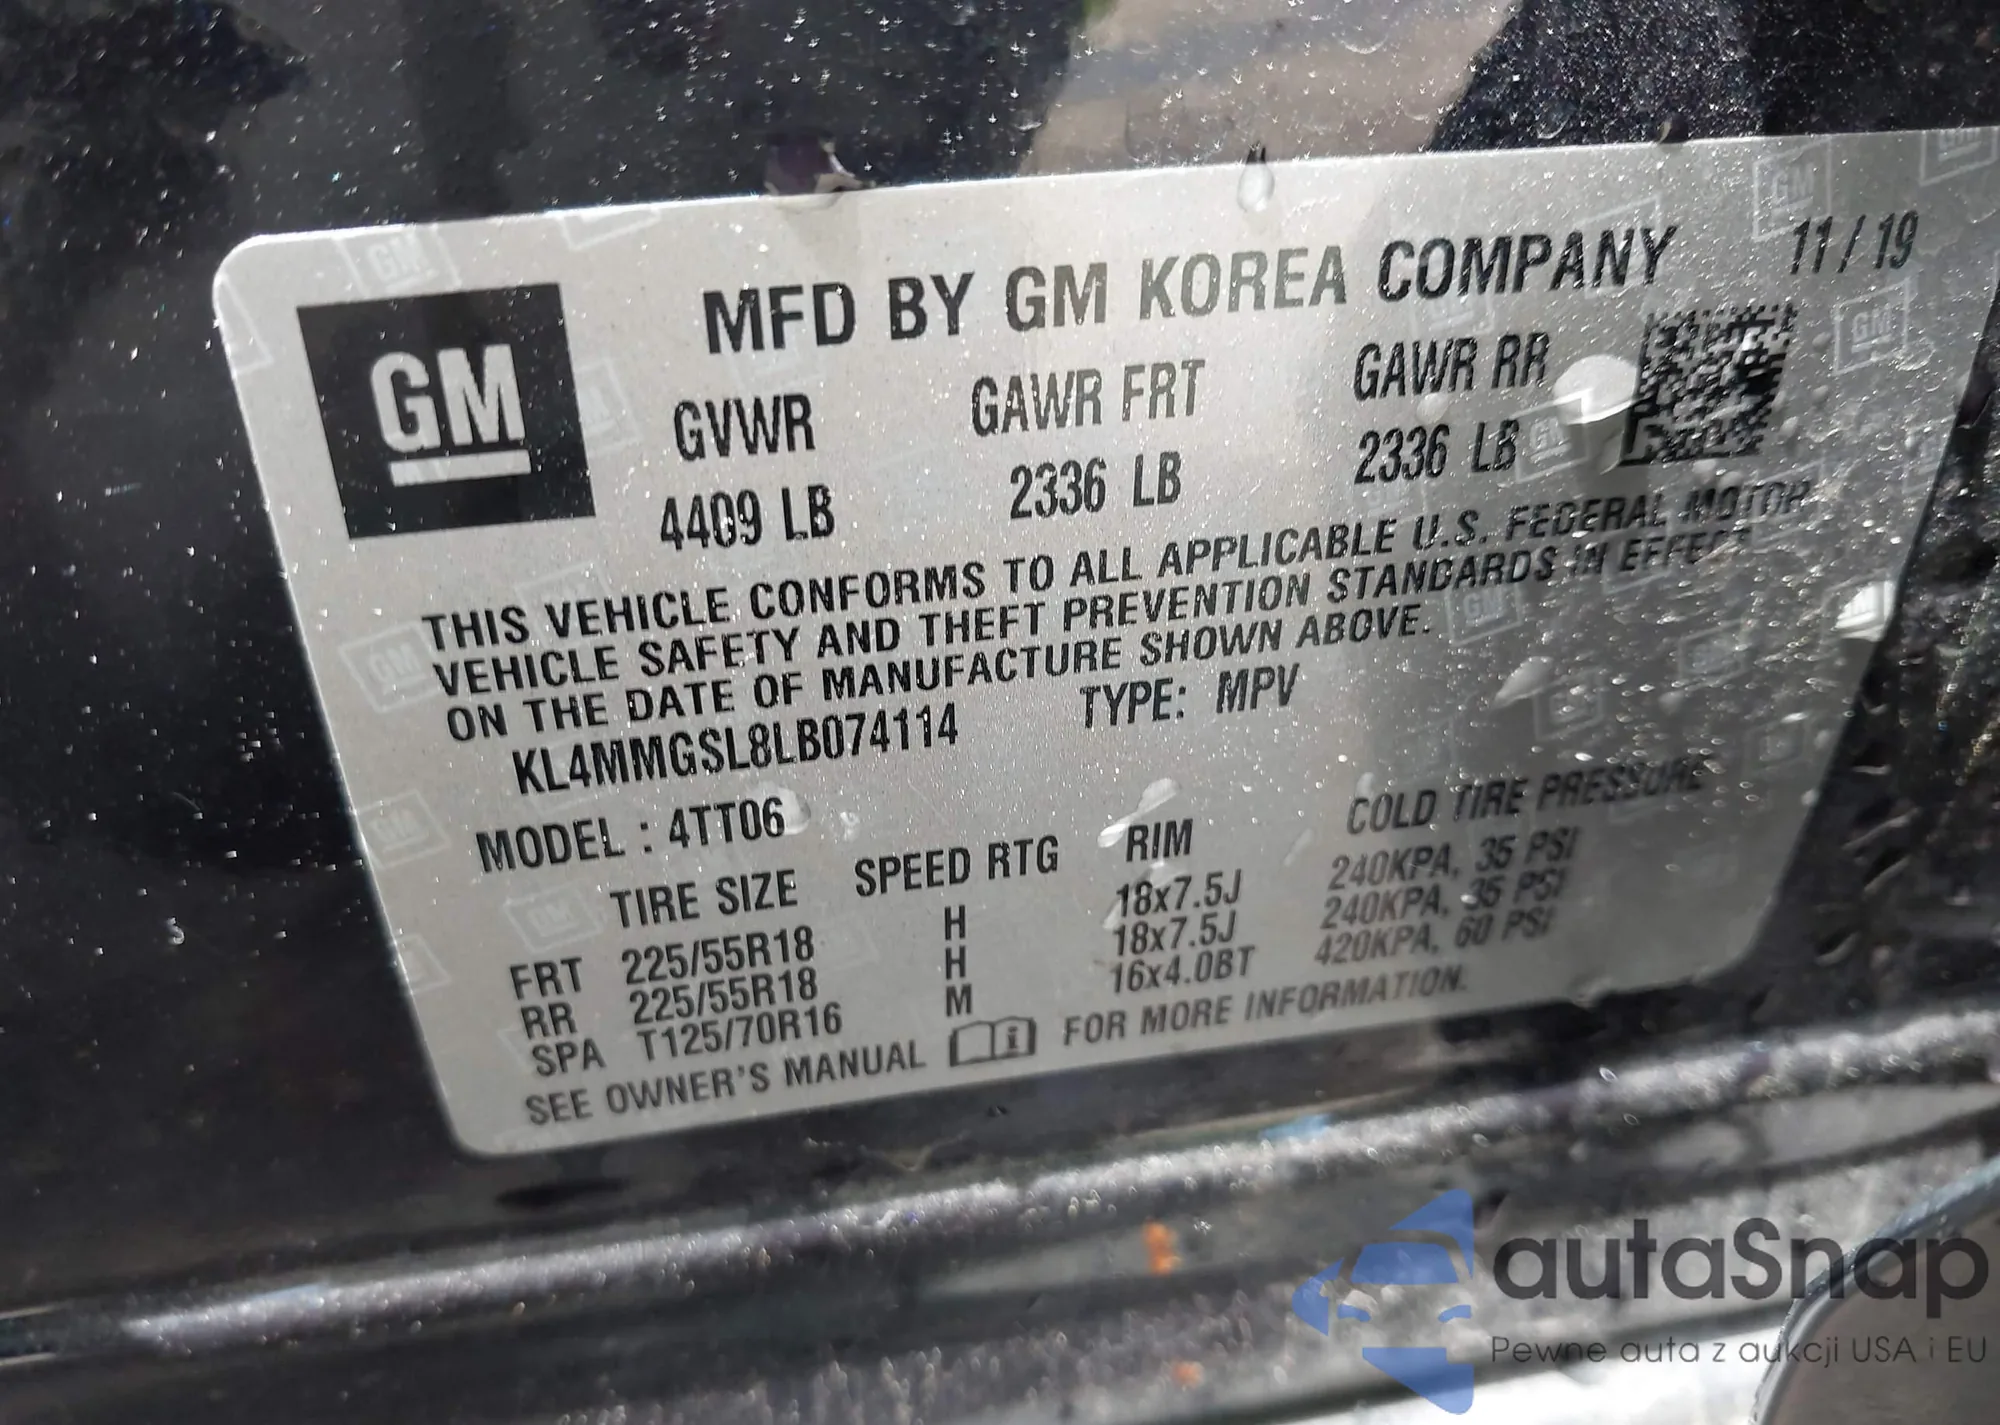 MFD BY GM KOREA COMPANY 11/19
GM
GVWR GAWR FRT GAWR RR
4409 LB 2336 LB 2336 LB
THIS VEHICLE CONFORMS TO ALL APPLICABLE U.S. FEDERAL MOTOR
VEHICLE SAFETY AND THEFT PREVENTION STANDARDS IN EFFECT
ON THE DATE OF MANUFACTURE SHOWN ABOVE.
KL4MMGSL8LB074114 TYPE: MPV
MODEL : 4TT06
TIRE SIZE SPEED RTG RIM COLD TIRE PRESSURE
FRT 225/55R18 H 18x7.5J 240KPA, 35 PSI
RR 225/55R18 H 18x7.5J 240KPA, 35 PSI
SPA T125/70R16 M 16x4.0BT 420KPA, 60 PSI
SEE OWNER'S MANUAL FOR MORE INFORMATION.
autaSnap
Pewne auta z aukcji USA i EU